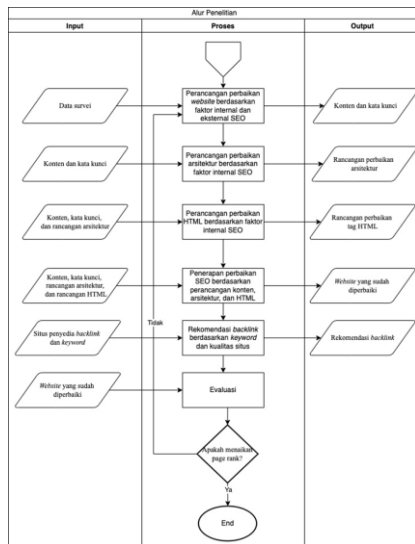 Alur Penelitian
Input
Proses
Output
Data survei
Perancangan perbaikan
website berdasarkan
faktor internal dan
eksternal SEO
Konten dan kata kunci
Konten dan kata kunci
Perancangan perbaikan
arsitektur berdasarkan
faktor internal SEO
Rancangan perbaikan
arsitektur
Konten, kata kunci,
dan rancangan arsitektur
Perancangan perbaikan
HTML berdasarkan faktor
internal SEO
Rancangan perbaikan
tag HTML
Konten, kata kunci,
rancangan arsitektur,
dan rancangan HTML
Penerapan perbaikan
SEO berdasarkan
perancangan konten,
arsitektur, dan HTML
Website yang sudah
diperbaiki
Tidak
Situs penyedia backlink
dan keyword
Rekomendasi backlink
berdasarkan keyword
dan kualitas situs
Rekomendasi backlink
Website yang sudah
diperbaiki
Evaluasi
Apakah menaikan
page rank?
Ya
End